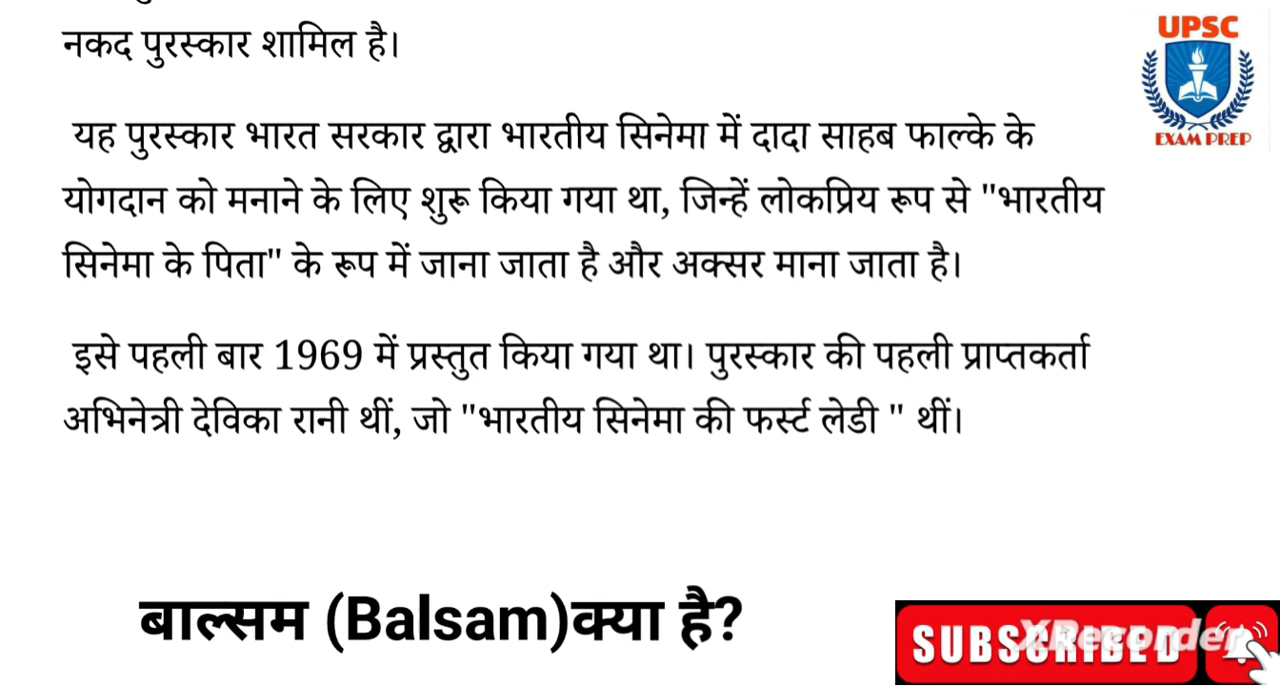 नकद पुरस्कार शामिल है।
UPSC
EXAM PREP
यह पुरस्कार भारत सरकार द्वारा भारतीय सिनेमा में दादा साहब फाल्के के
योगदान को मनाने के लिए शुरू किया गया था, जिन्हें लोकप्रिय रूप से "भारतीय
सिनेमा के पिता" के रूप में जाना जाता है और अक्सर माना जाता है।
इसे पहली बार 1969 में प्रस्तुत किया गया था। पुरस्कार की पहली प्राप्तकर्ता
अभिनेत्री देविका रानी थीं, जो "भारतीय सिनेमा की फर्स्ट लेडी " थीं।
बाल्सम (Balsam)क्या है?
SUBSCRIBED
XRecorder